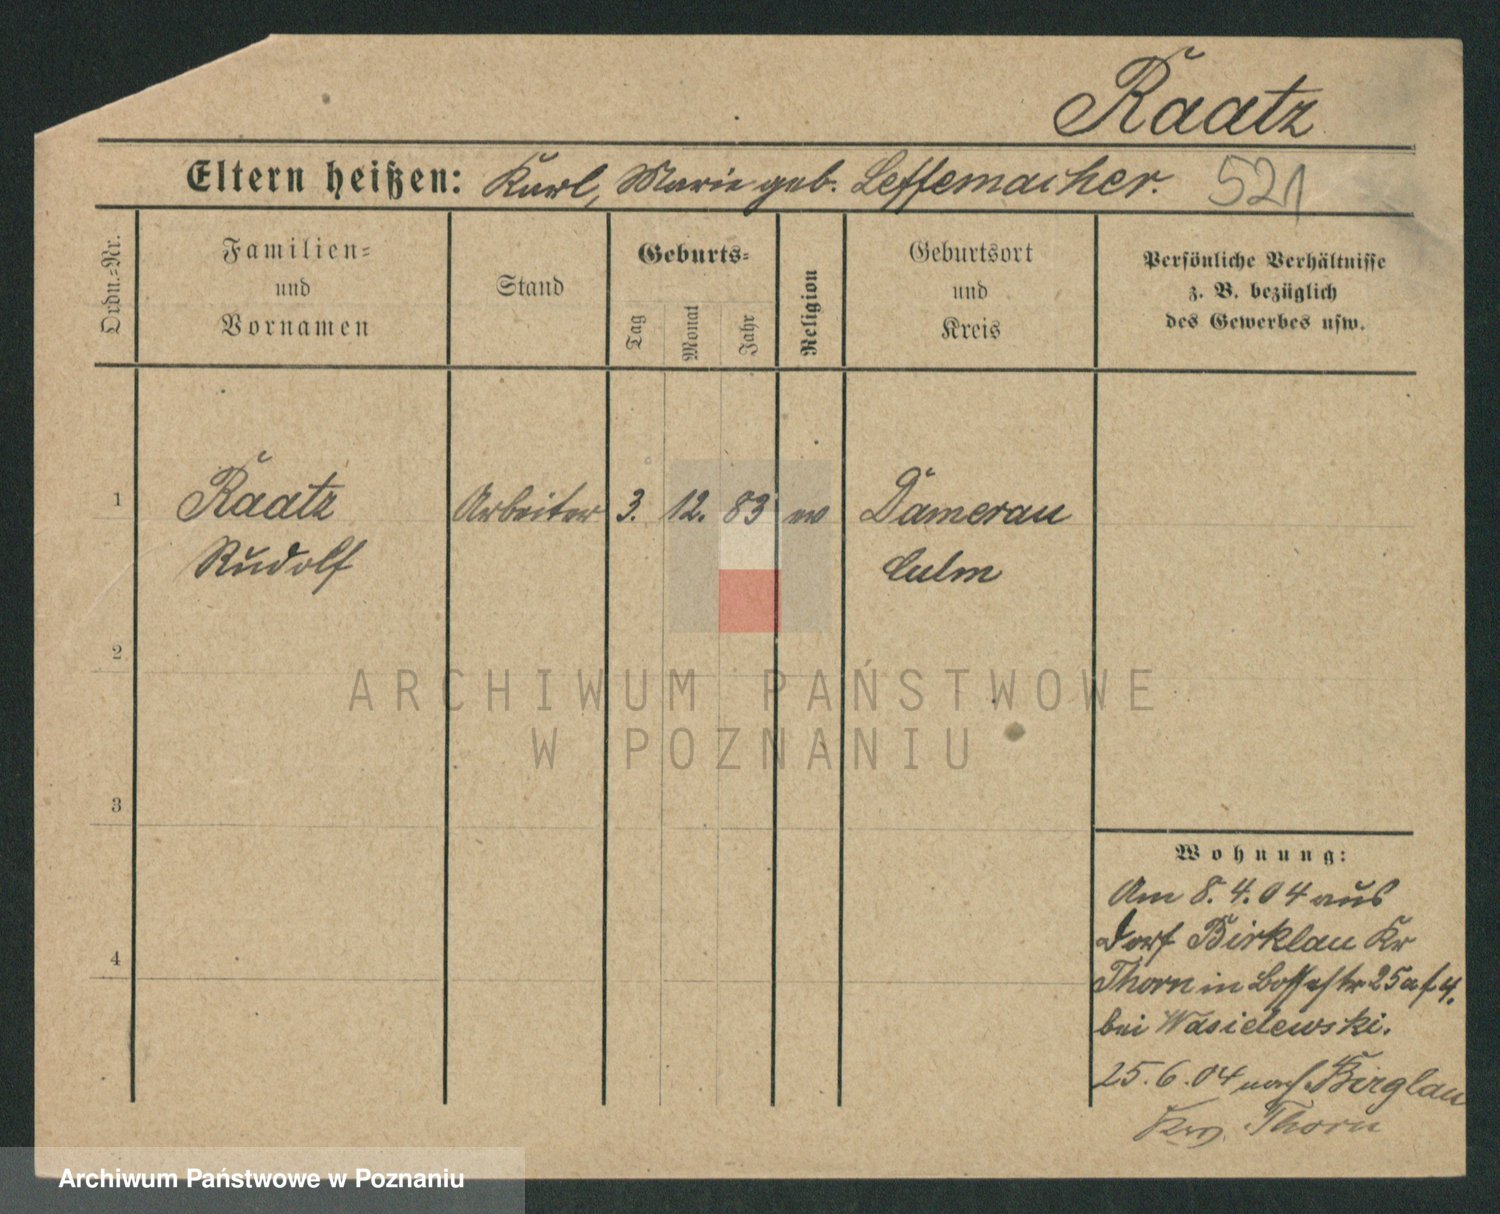 Raatz
Eltern heißen: Karl, Marie geb. Leffemacher.
521
Ordn.=Nr.
Familien=
und
Vornamen
Stand
Geburts=
Tag
Monat
Jahr
Religion
Geburtsort
und
Kreis
Persönliche Verhältnisse
z. B. bezüglich
des Gewerbes usw.
1 Raatz Arbeiter 3. 12. 83 ev Damerau
Rudolf Culm
2
3
4
ARCHIWUM PAŃSTWOWE
W POZNANIU
Wohnung:
Am 8.4.04 aus
Dorf Birklau Kr
Thorn in 25a
bei Wasielewski.
25.6.04 nach Birglau
Thorn
Archiwum Państwowe w Poznaniu